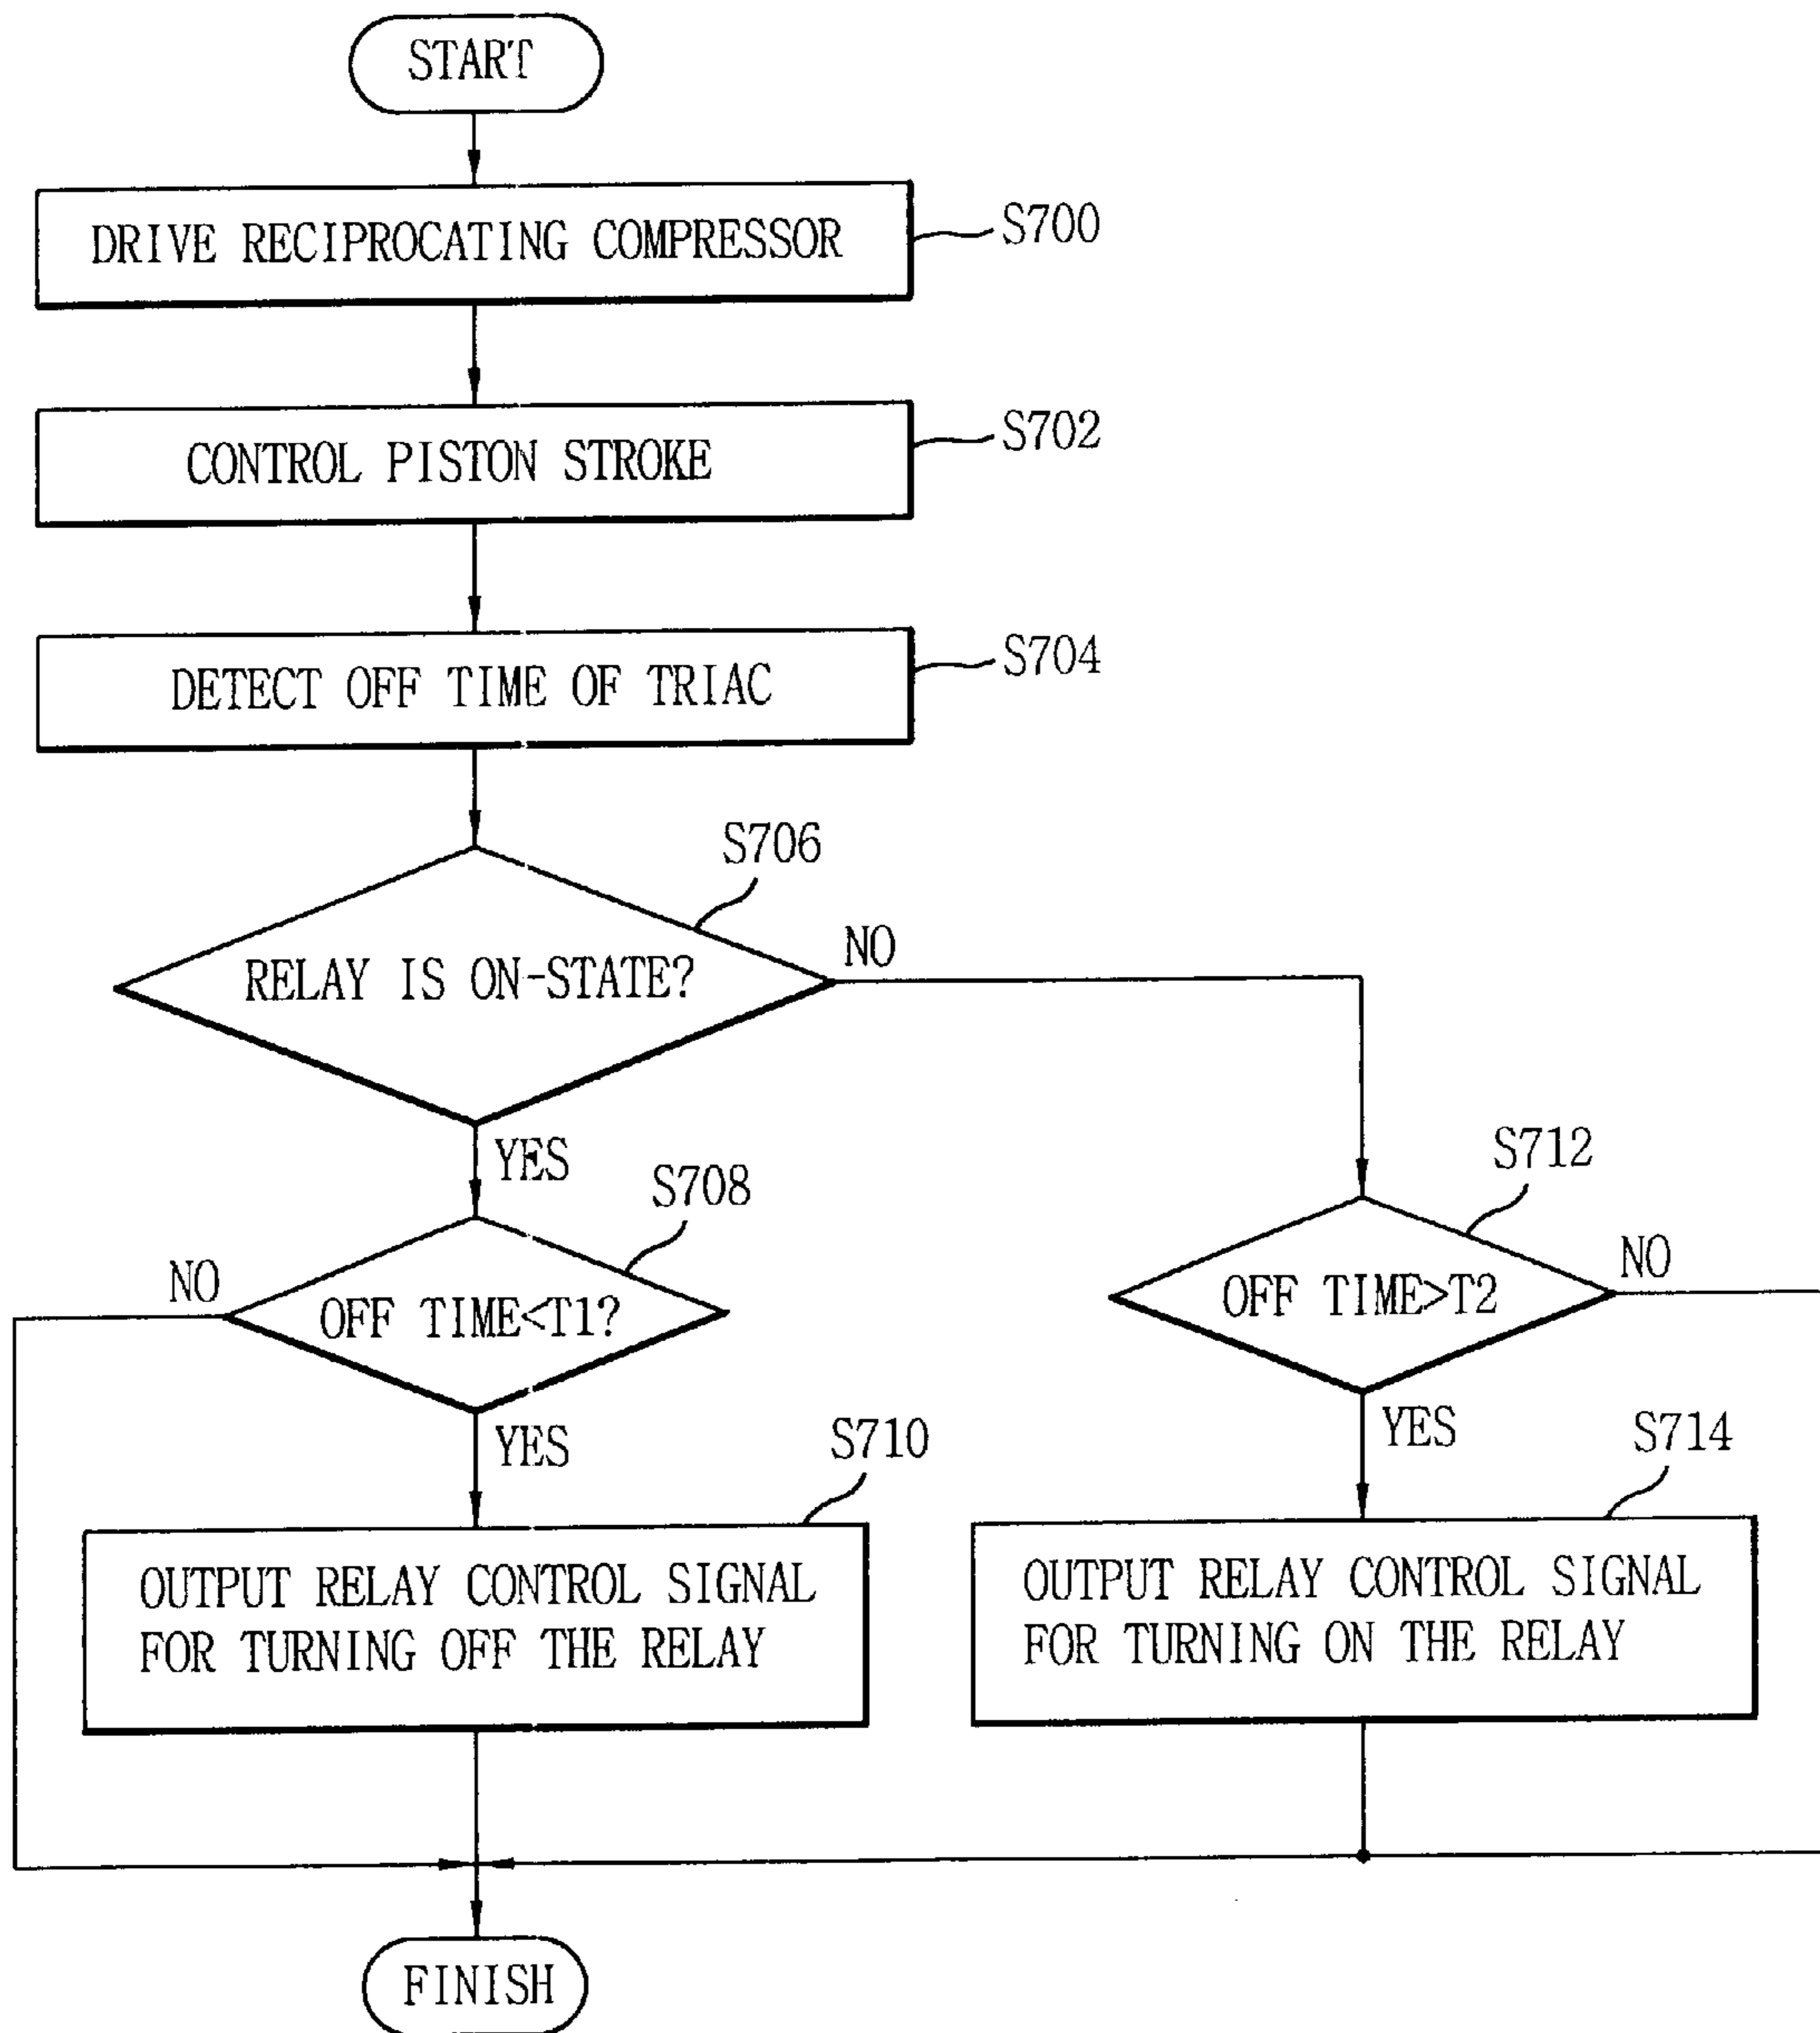 START
DRIVE RECIPROCATING COMPRESSOR
S700
CONTROL PISTON STROKE
S702
DETECT OFF TIME OF TRIAC
S704
S706
RELAY IS ON-STATE?
NO
YES
S708
NO
OFF TIME<T1?
YES
S710
OUTPUT RELAY CONTROL SIGNAL
FOR TURNING OFF THE RELAY
S712
OFF TIME>T2
NO
YES
S714
OUTPUT RELAY CONTROL SIGNAL
FOR TURNING ON THE RELAY
FINISH